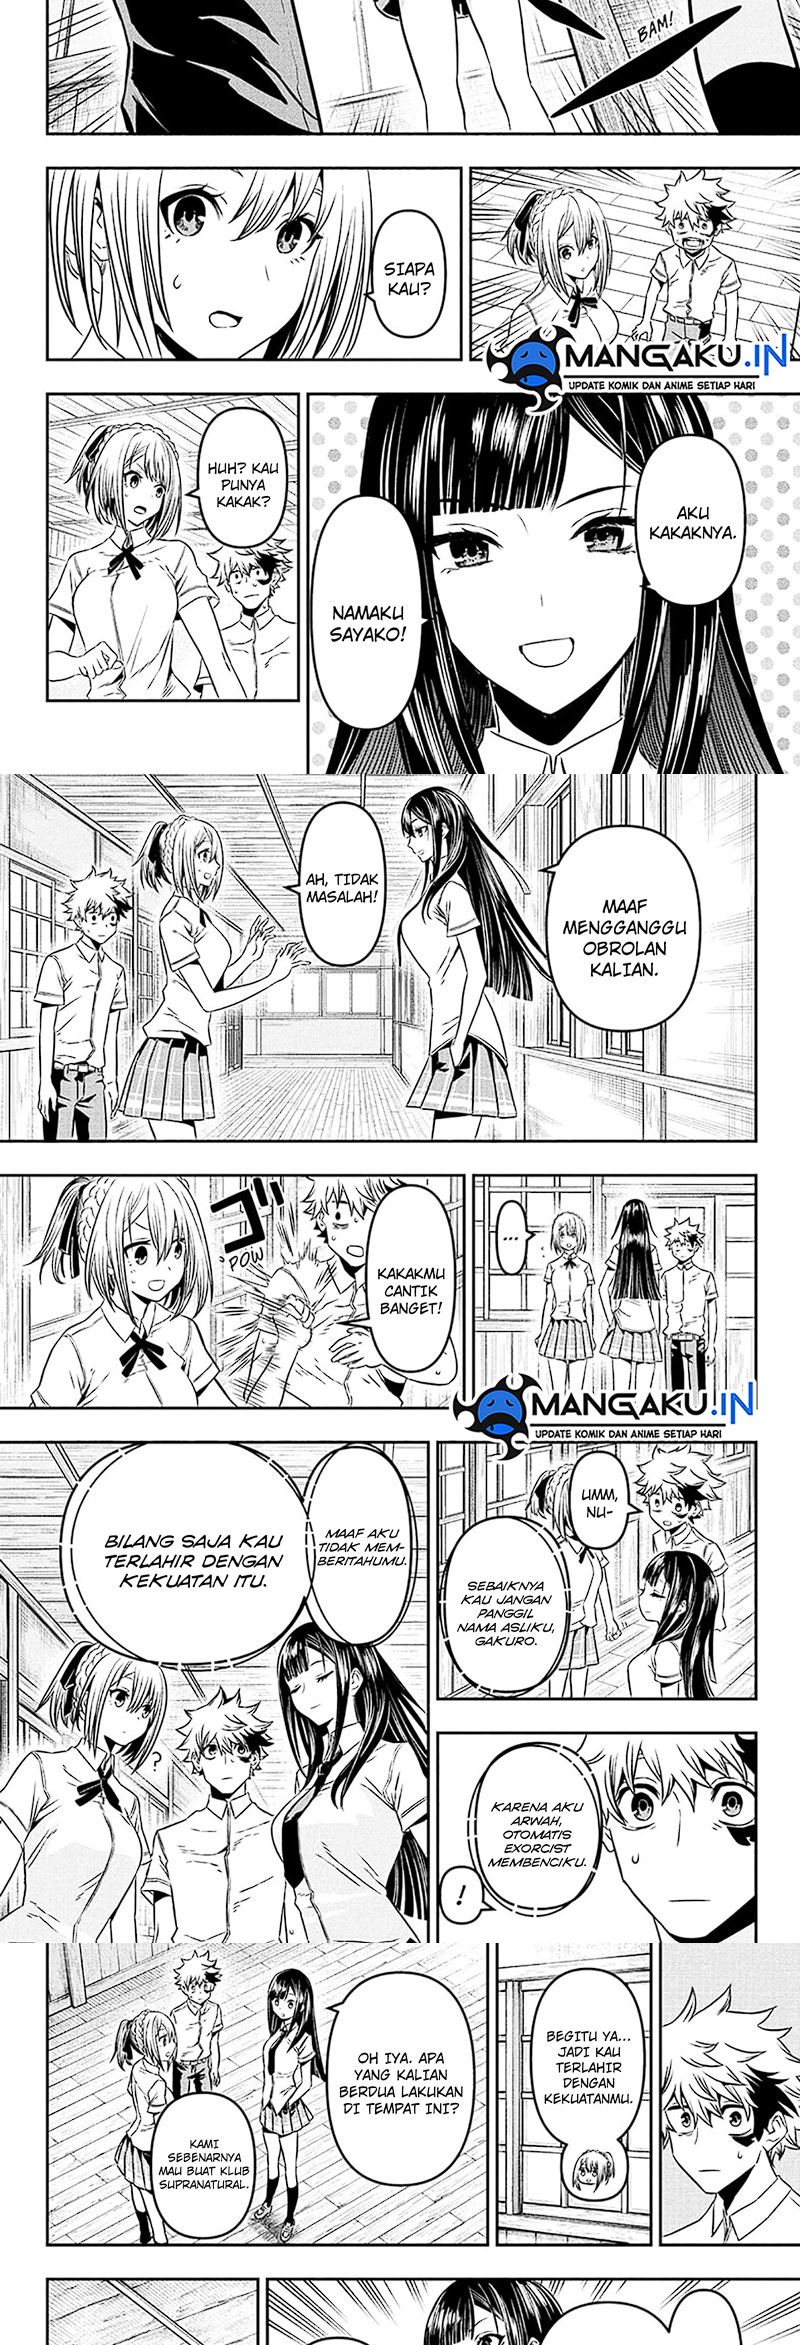 BAM!
SIAPA
KAU?
MANGAKU.IN
UPDATE KOMIK DAN ANIME SETIAP HARI
AKU
KAKAKNYA.
NAMAKU
SAYAKO!
HUH? KAU
PUNYA
KAKAK?
MAAF
MENGGANGGU
OBROLAN
KALIAN.
AH, TIDAK
MASALAH!
...
KAKAKMU
CANTIK
BANGET!
ゴッ
POW
MANGAKU.IN
UPDATE KOMIK DAN ANIME SETIAP HARI
UMM,
NU-
SEBAIKNYA
KAU JANGAN
PANGGIL
NAMA ASLIKU,
GAKURO.
KARENA AKU
ARWAH,
OTOMATIS
EXORCIST
MEMBENCIKU.
!
MAAF AKU
TIDAK MEM-
BERITAHUMU.
BILANG SAJA KAU
TERLAHIR DENGAN
KEKUATAN ITU.
?
BEGITU YA...
JADI KAU
TERLAHIR
DENGAN
KEKUATANMU.
OH IYA. APA
YANG KALIAN
BERDUA LAKUKAN
DI TEMPAT INI?
KAMI
SEBENARNYA
MAU BUAT KLUB
SUPRANATURAL.